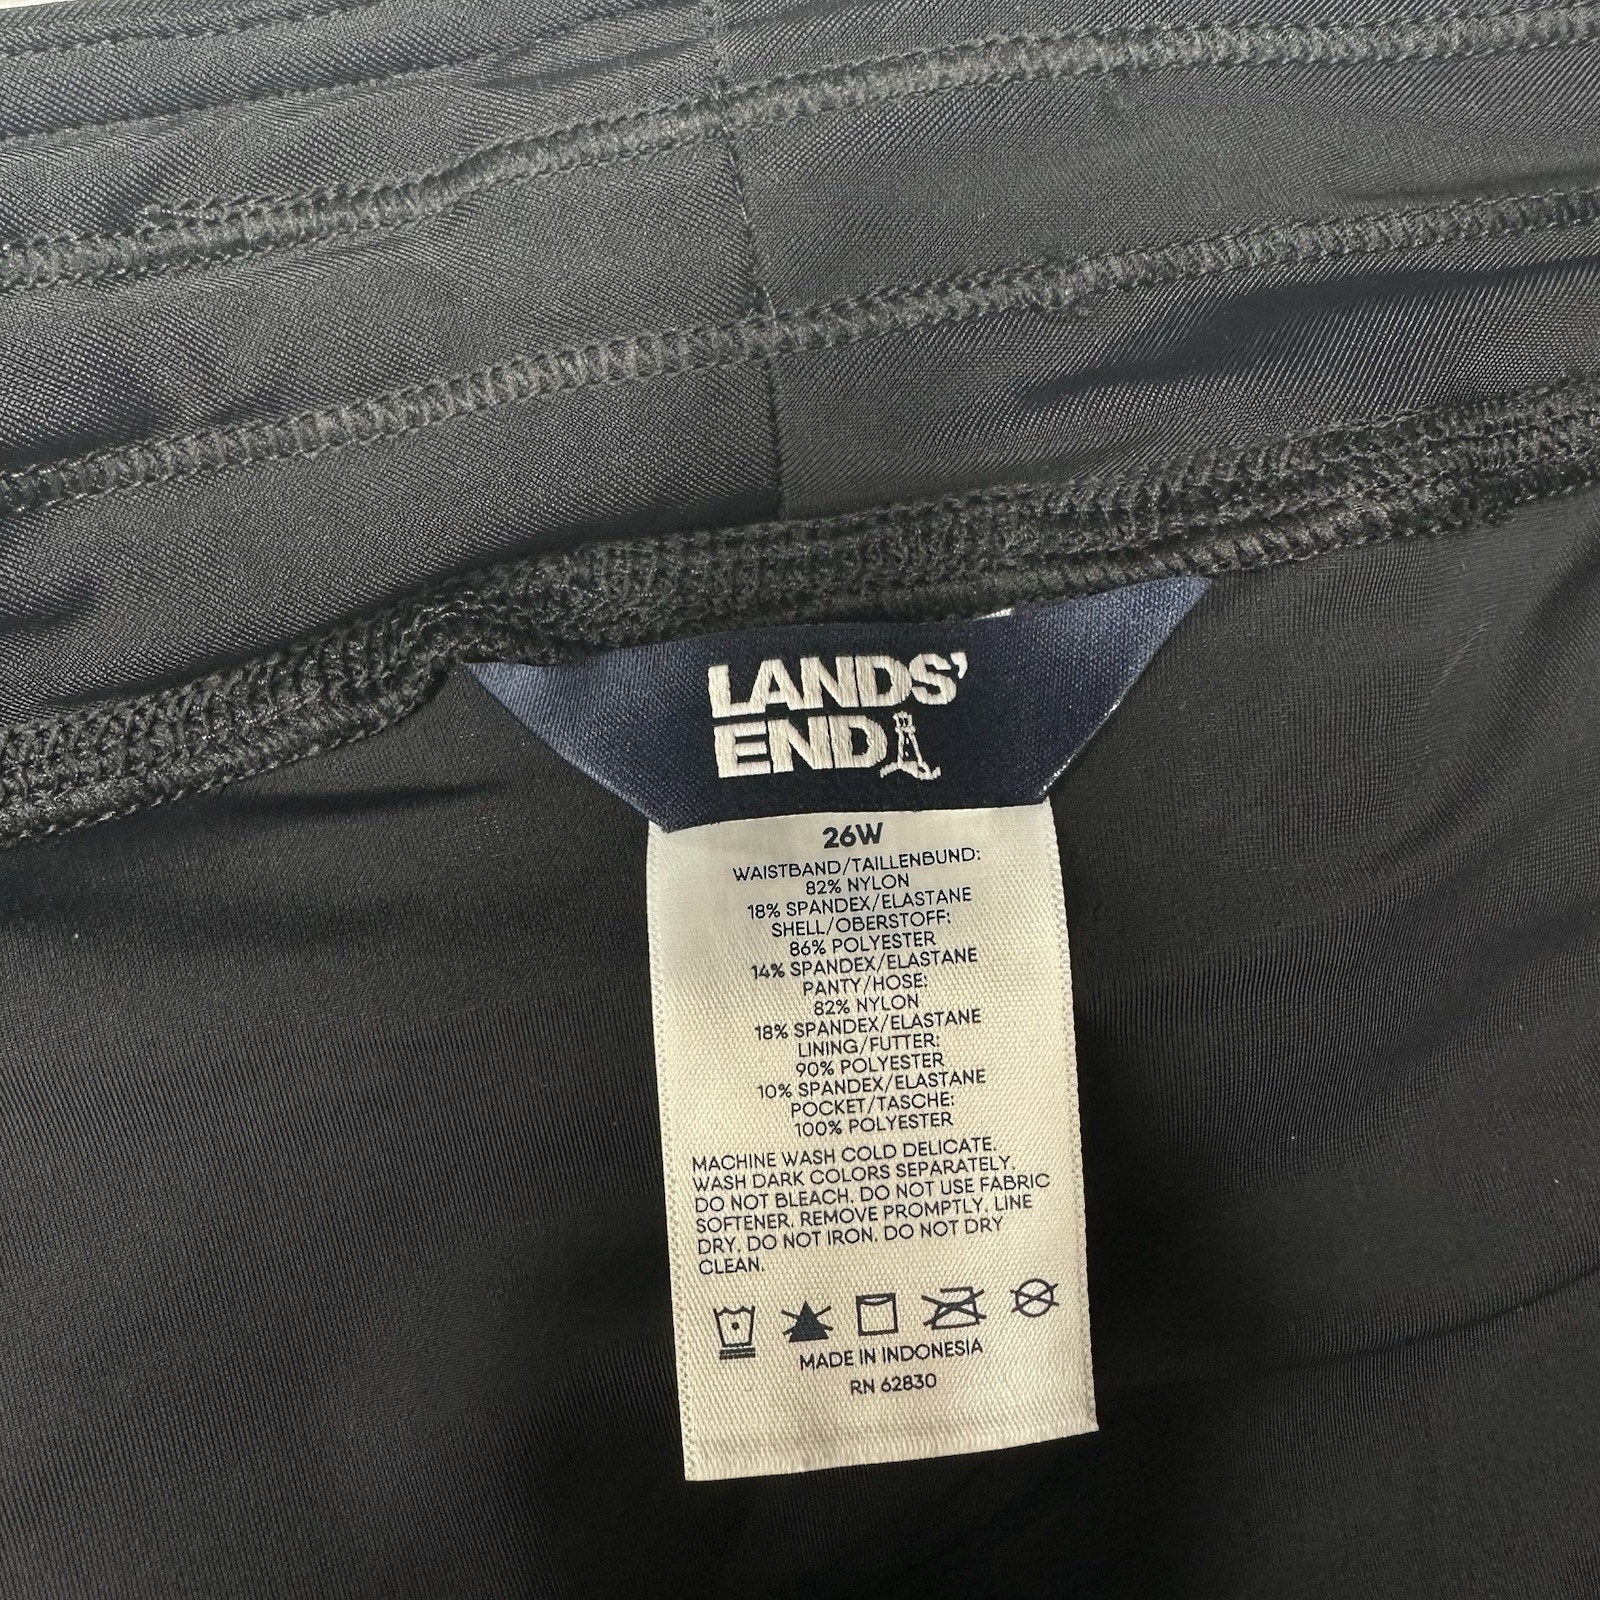 LANDS'
END
26W
WAISTBAND/TAILLENBUND:
82% NYLON
18% SPANDEX/ELASTANE
SHELL/OBERSTOFF:
86% POLYESTER
14% SPANDEX/ELASTANE
PANTY/HOSE:
82% NYLON
18% SPANDEX/ELASTANE
LINING/FUTTER:
90% POLYESTER
10% SPANDEX/ELASTANE
POCKET/TASCHE:
100% POLYESTER
MACHINE WASH COLD DELICATE.
WASH DARK COLORS SEPARATELY.
DO NOT BLEACH. DO NOT USE FABRIC
SOFTENER. REMOVE PROMPTLY. LINE
DRY. DO NOT IRON. DO NOT DRY
CLEAN.
MADE IN INDONESIA
RN 62830